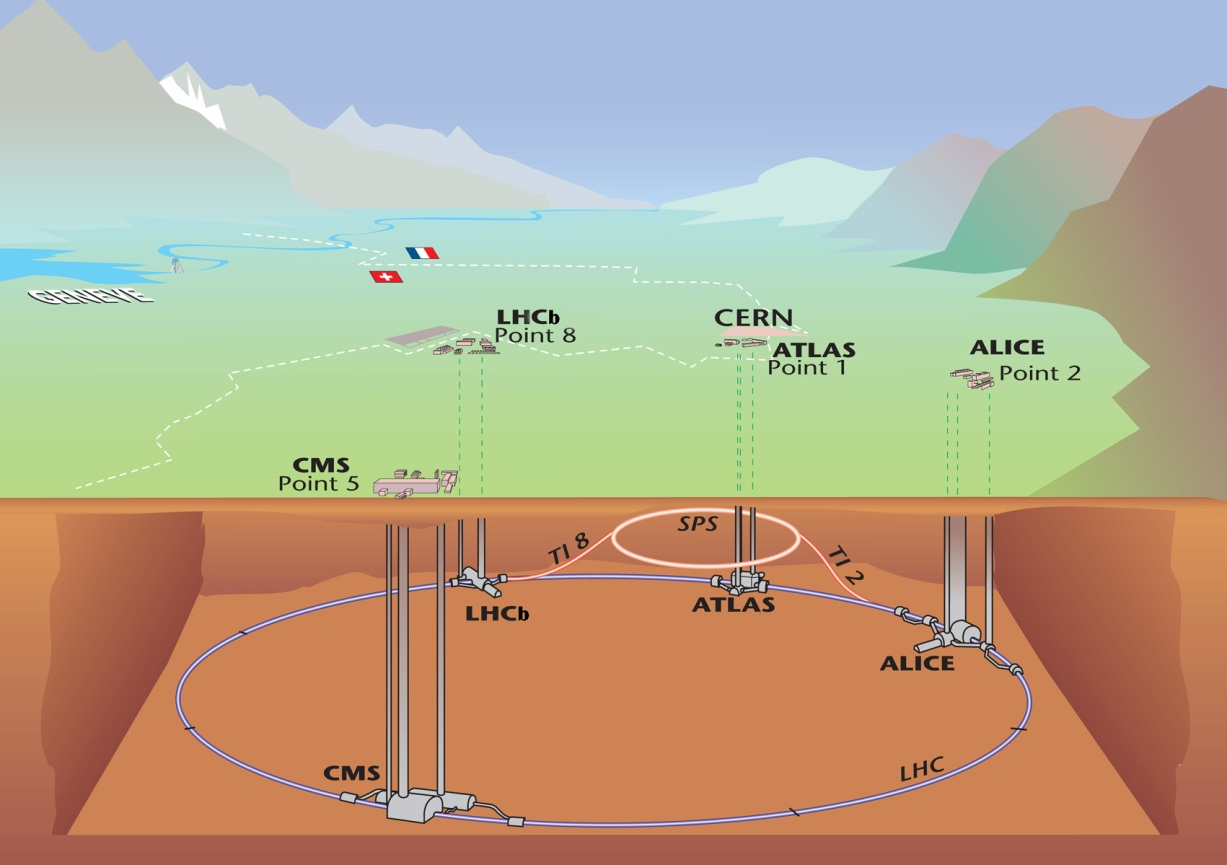 GENEVE
LHCb
Point 8
CERN
ATLAS
Point 1
ALICE
Point 2
CMS
Point 5
SPS
TI 8
TI 2
LHCb
ATLAS
ALICE
CMS
LHC